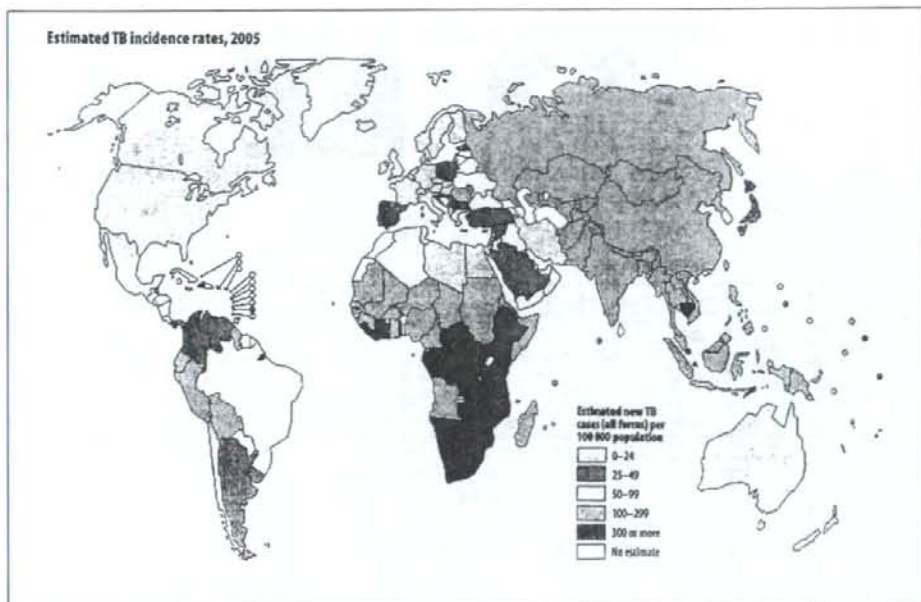 Estimated TB incidence rates, 2005
Estimated new TB
cases (all forms) per
100 000 population
0–24
25–49
50–99
100–299
300 or more
No estimate